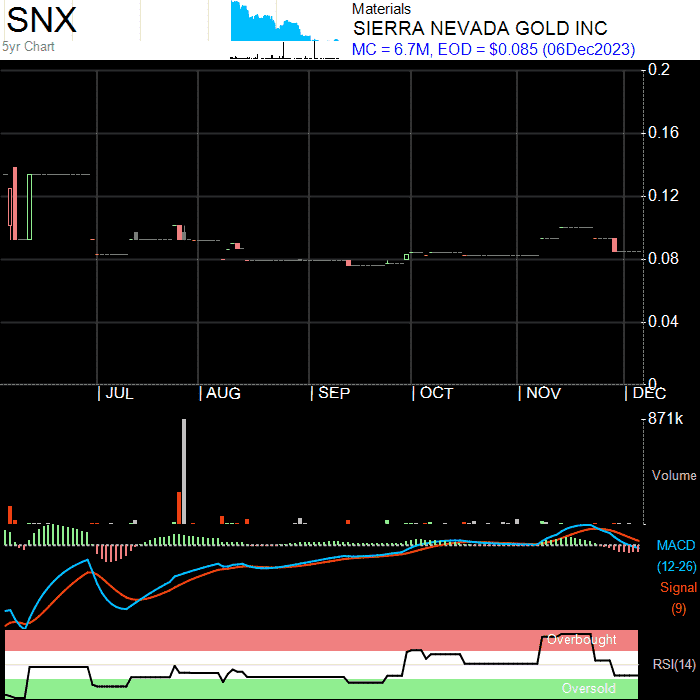 SNX
5yr Chart
Materials
SIERRA NEVADA GOLD INC
MC = 6.7M, EOD = $0.085 (06Dec2023)
0.2
0.16
0.12
0.08
0.04
0
JUL AUG SEP OCT NOV DEC
871k
Volume
MACD
(12-26)
Signal
(9)
Overbought
RSI(14)
Oversold